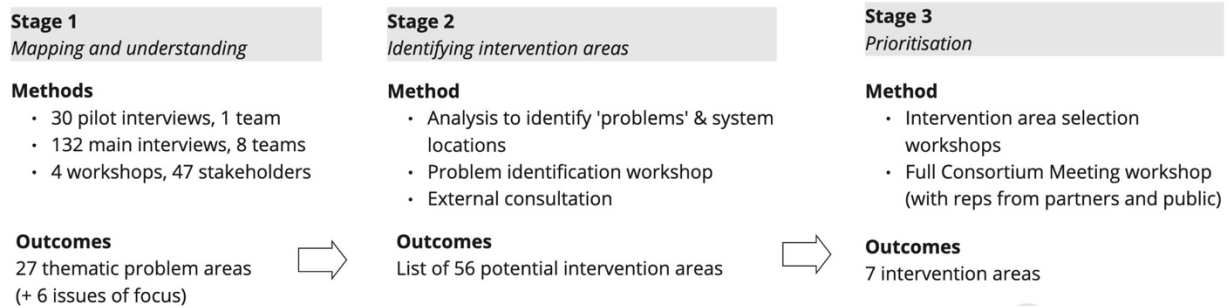 Stage 1
Mapping and understanding
Methods
• 30 pilot interviews, 1 team
• 132 main interviews, 8 teams
• 4 workshops, 47 stakeholders
Outcomes
27 thematic problem areas
(+ 6 issues of focus)
Stage 2
Identifying intervention areas
Method
• Analysis to identify 'problems' & system
locations
• Problem identification workshop
• External consultation
Outcomes
List of 56 potential intervention areas
Stage 3
Prioritisation
Method
• Intervention area selection
workshops
• Full Consortium Meeting workshop
(with reps from partners and public)
Outcomes
7 intervention areas